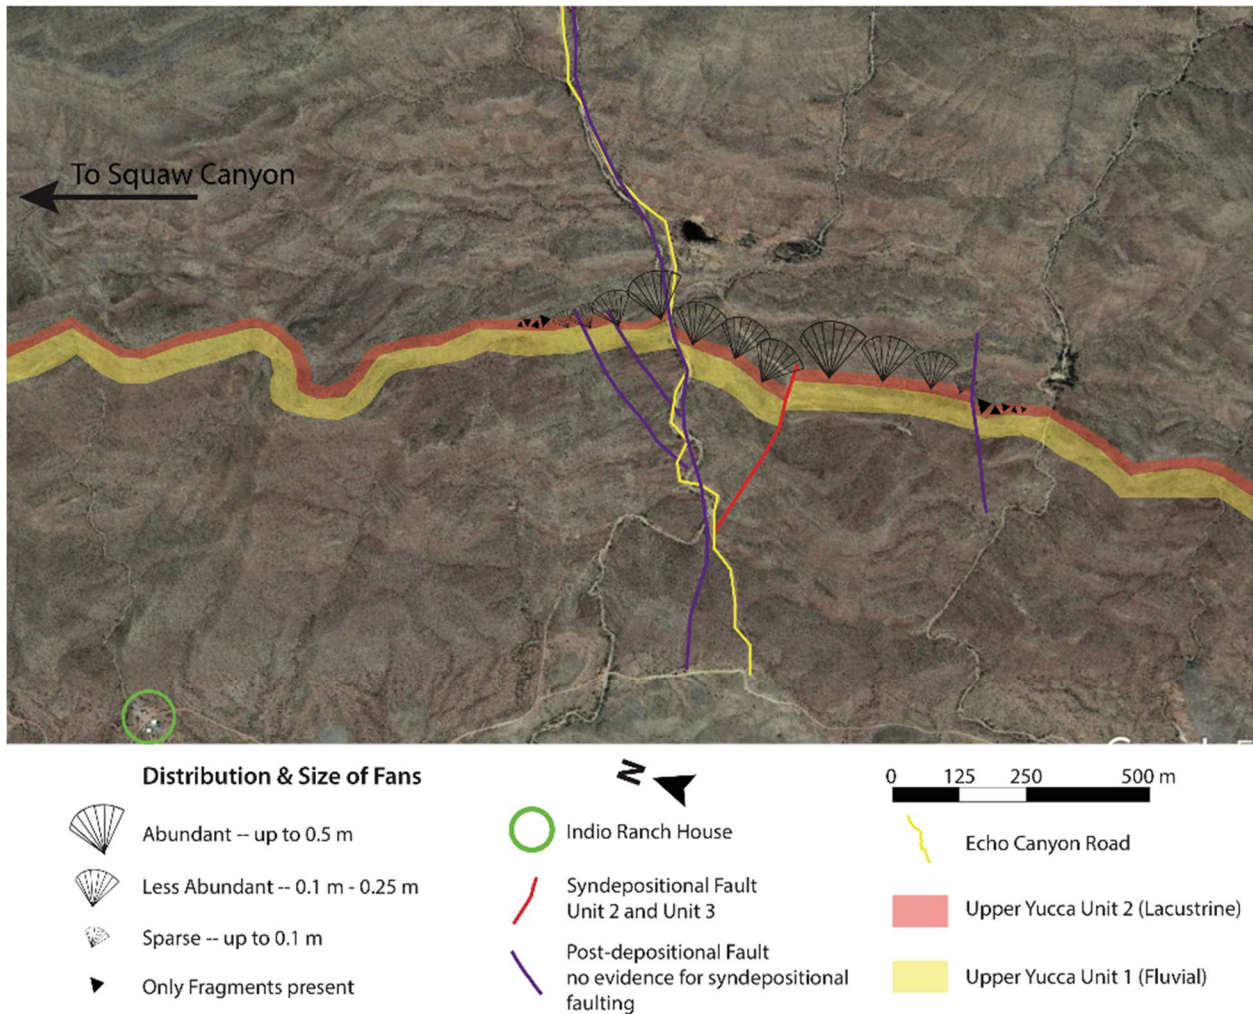 To Squaw Canyon
Distribution & Size of Fans
Abundant -- up to 0.5 m
Less Abundant -- 0.1 m - 0.25 m
Sparse -- up to 0.1 m
Only Fragments present
N
Indio Ranch House
Syndepositional Fault
Unit 2 and Unit 3
Post-depositional Fault
no evidence for syndepositional
faulting
0 125 250 500 m
Echo Canyon Road
Upper Yucca Unit 2 (Lacustrine)
Upper Yucca Unit 1 (Fluvial)